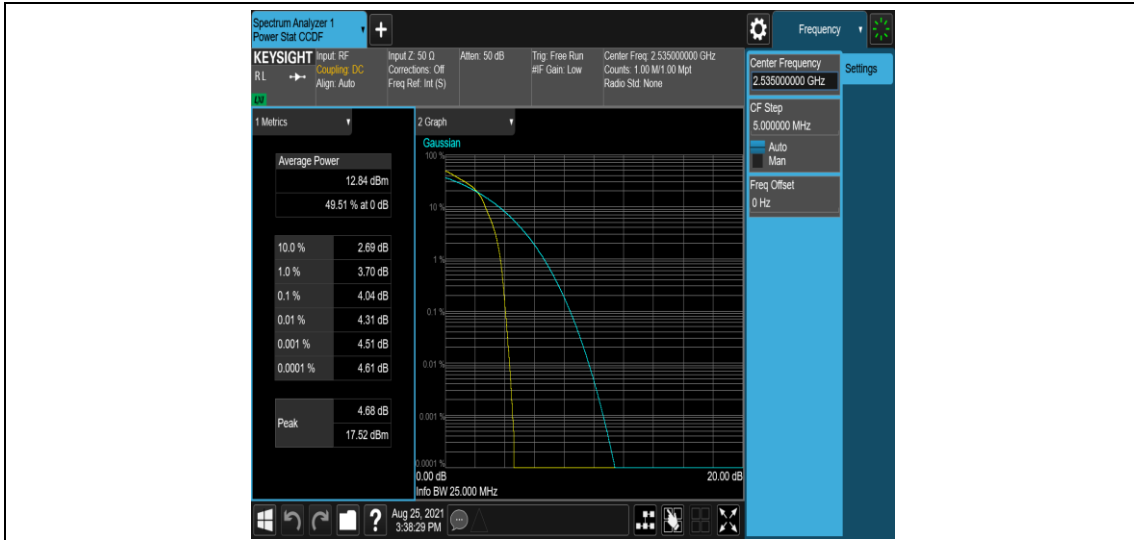 Spectrum Analyzer 1
Power Stat CCDF
Frequency
KEYSIGHT
RL
Input: RF
Coupling: DC
Align: Auto
Input Z: 50 Ω
Corrections: Off
Freq Ref: Int (S)
Atten: 50 dB
Trig: Free Run
#IF Gain: Low
Center Freq: 2.535000000 GHz
Counts: 1.00 M/1.00 Mpt
Radio Std: None
Center Frequency
2.535000000 GHz
Settings
CF Step
5.000000 MHz
Auto
Man
Freq Offset
0 Hz
1 Metrics
Average Power
12.84 dBm
49.51 % at 0 dB
10.0 % 2.69 dB
1.0 % 3.70 dB
0.1 % 4.04 dB
0.01 % 4.31 dB
0.001 % 4.51 dB
0.0001 % 4.61 dB
Peak
4.68 dB
17.52 dBm
2 Graph
Gaussian
100 %
10 %
1 %
0.1 %
0.01 %
0.001 %
0.0001 %
0.00 dB 20.00 dB
Info BW 25.000 MHz
?
Aug 25, 2021
3:38:29 PM